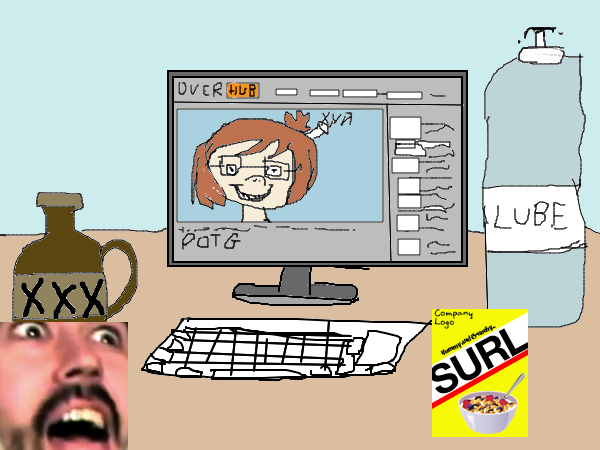 OVER HUB
XVA
POTG
LUBE
XXX
Company
Logo
Yummy and Crunchy...
SURL